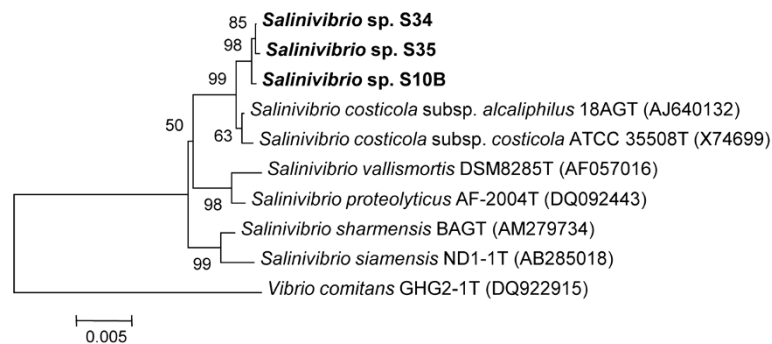 85
Salinivibrio sp. S34
98
Salinivibrio sp. S35
99
Salinivibrio sp. S10B
Salinivibrio costicola subsp. alcaliphilus 18AGT (AJ640132)
50
63
Salinivibrio costicola subsp. costicola ATCC 35508T (X74699)
Salinivibrio vallismortis DSM8285T (AF057016)
98
Salinivibrio proteolyticus AF-2004T (DQ092443)
Salinivibrio sharmensis BAGT (AM279734)
99
Salinivibrio siamensis ND1-1T (AB285018)
Vibrio comitans GHG2-1T (DQ922915)
0.005